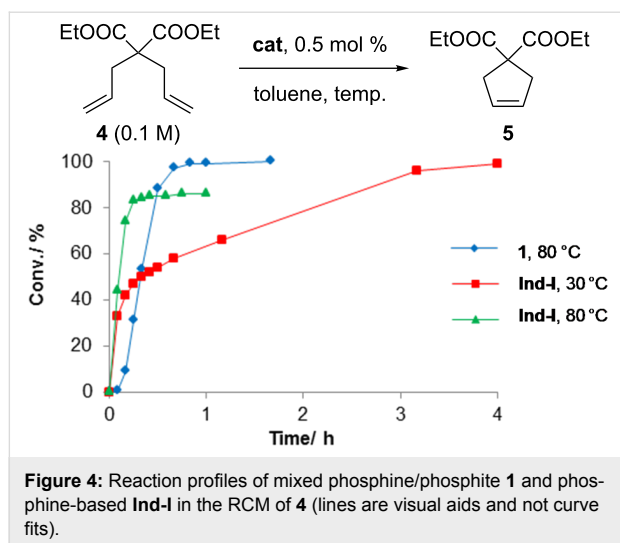 EtOOC COOEt
cat, 0.5 mol %
toluene, temp.
EtOOC COOEt
4 (0.1 M)
5
100
80
60
40
20
0
Conv./ %
0 1 2 3 4
Time/ h
1, 80 °C
Ind-I, 30 °C
Ind-I, 80 °C
Figure 4: Reaction profiles of mixed phosphine/phosphite 1 and phos-
phine-based Ind-I in the RCM of 4 (lines are visual aids and not curve
fits).